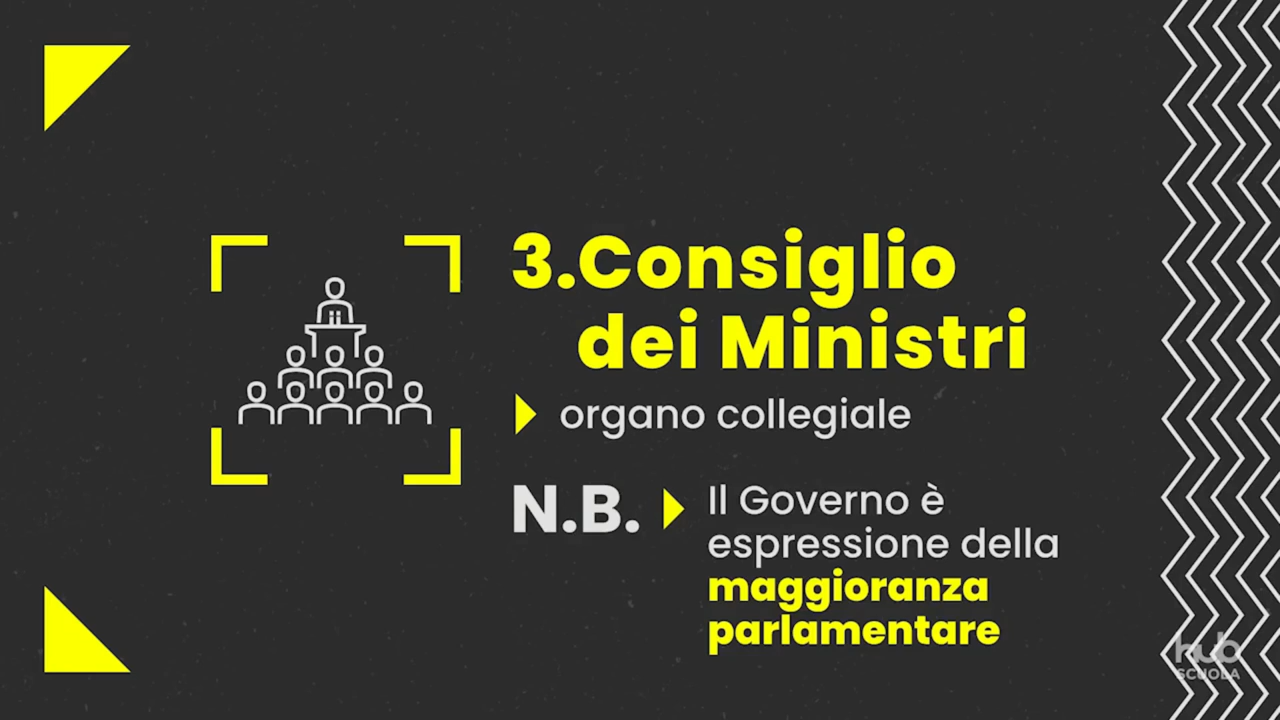 3.Consiglio
dei Ministri
organo collegiale
N.B. Il Governo è
espressione della
maggioranza
parlamentare
hub
SCUOLA